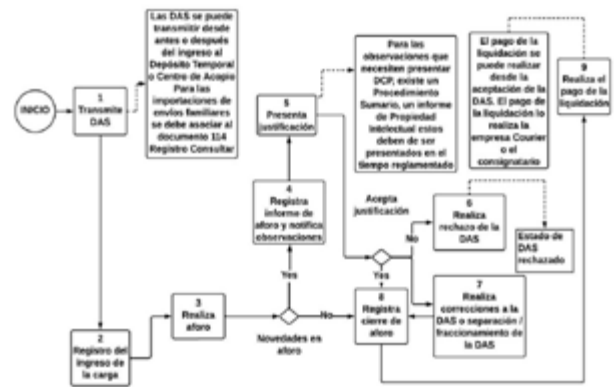 INICIO
1
Transmite
DAS
Las DAS se puede
transmitir desde
antes o después
del ingreso al
Depósito Temporal
o Centro de Acopio
Para las
importaciones de
envíos familiares
se debe asociar al
documento 114
Registro Consultar
2
Registro del
ingreso de
la carga
3
Realiza
aforo
Novedades en
aforo
Yes
No
4
Registra
informe de
aforo y notifica
observaciones
5
Presenta
justificación
Para las
observaciones que
necesiten presentar
DCP, existe un
Procedimiento
Sumario, un informe
de Propiedad
Intelectual estos
deben de ser
presentados en el
tiempo reglamentado
Acepta
justificación
No
Yes
6
Realiza
rechazo de
la DAS
Estado de
DAS
rechazado
7
Realiza
correcciones a la
DAS o separación /
fraccionamiento de
la DAS
8
Registra
cierre de
aforo
El pago de la
liquidación se
puede realizar
desde la
aceptación de la
DAS. El pago de
la liquidación lo
realiza la
empresa Courier
o el
consignatario
9
Realiza el
pago de la
liquidación